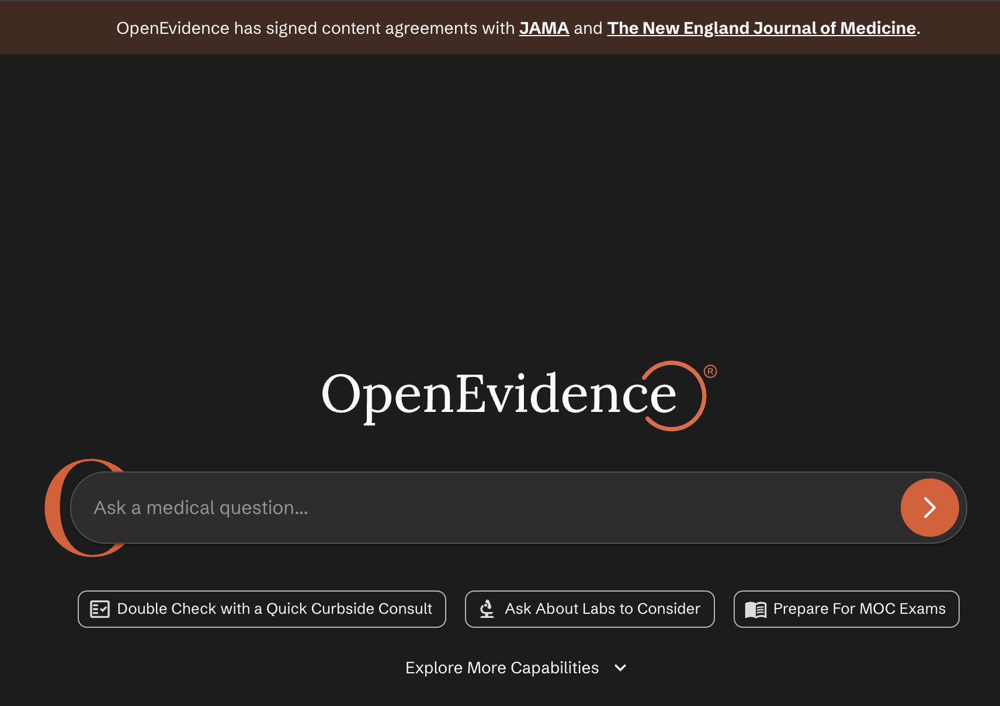 OpenEvidence has signed content agreements with JAMA and The New England Journal of Medicine.
OpenEvidence®
Ask a medical question...
Double Check with a Quick Curbside Consult
Ask About Labs to Consider
Prepare For MOC Exams
Explore More Capabilities